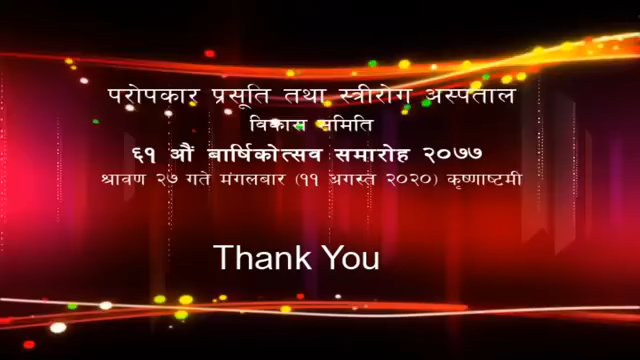 परोपकार प्रसूति तथा स्त्रीरोग अस्पताल
विकास समिति
६१ औं बार्षिकोत्सव समारोह २०७७
श्रावण २७ गते मंगलबार (११ अगस्त २०२०) कृष्णाष्टमी
Thank You